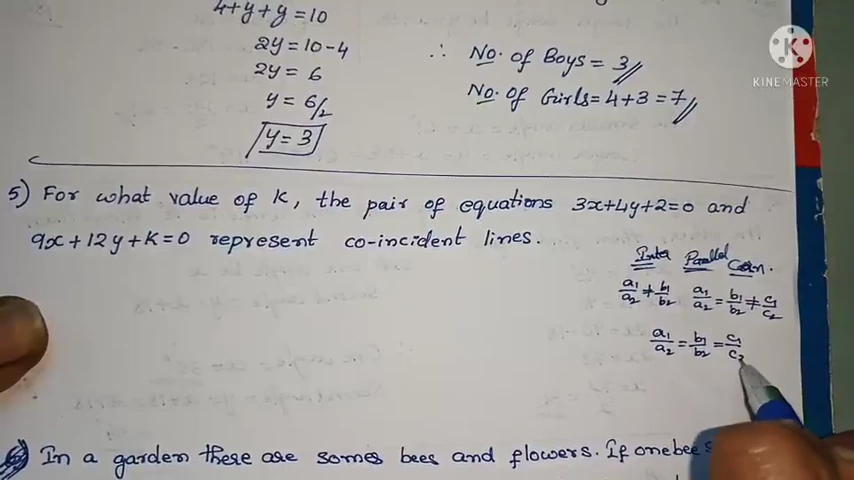 4+y+y=10
2y=10-4
2y= 6
y = 6/2
y= 3
∴ No. of Boys = 3
No. of Girls= 4+3 = 7
K
KINEMASTER
5) For what value of K, the pair of equations 3x+4y+2=0 and
9x+12y+K=0 represent co-incident lines.
Inter Parallel
a1/a2 ≠ b1/b2 a1/a2 = b1/b2 ≠ c1/c2
a1/a2 = b1/b2 = c1/c2
In a garden there are somes bees and flowers. If one bee